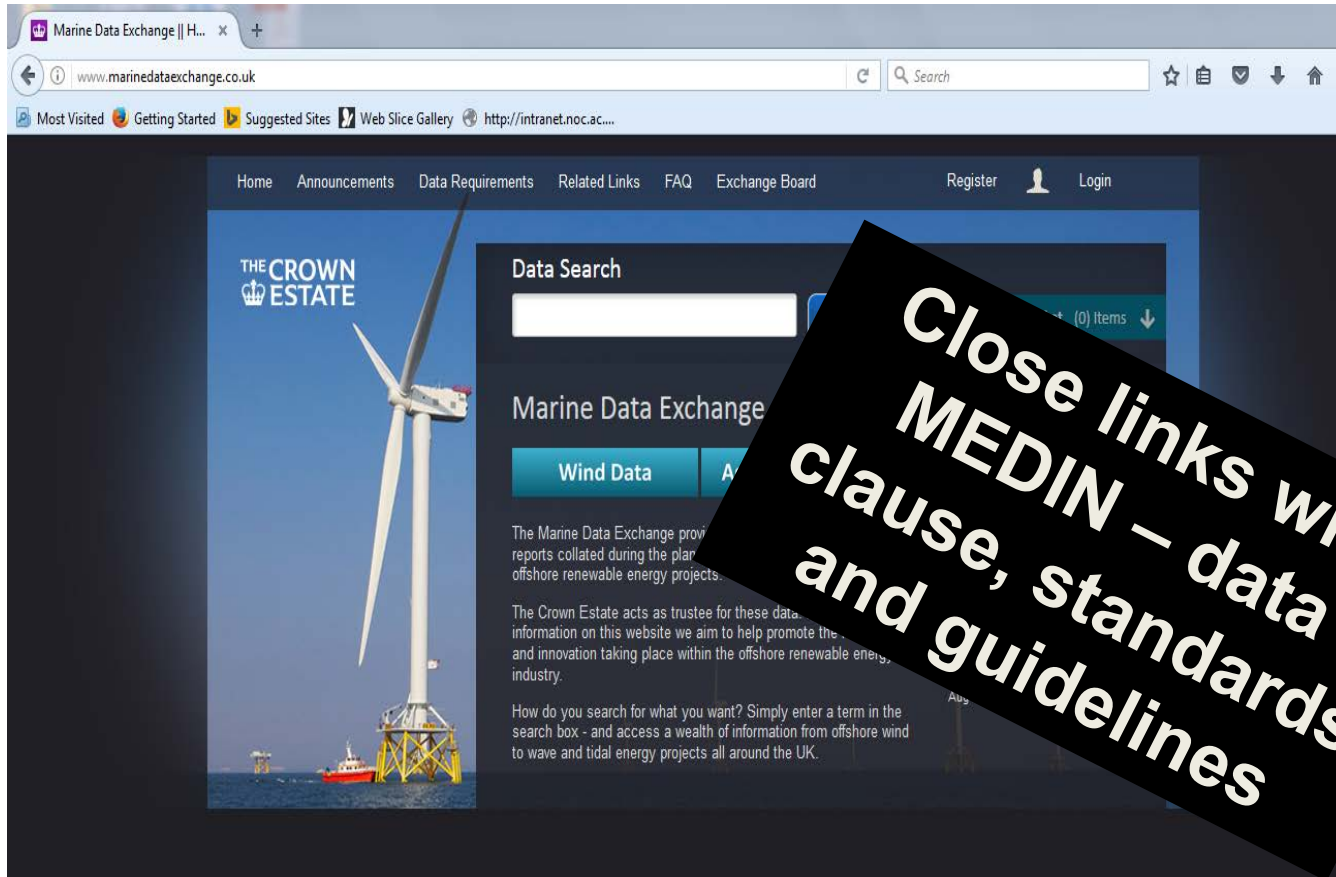 Marine Data Exchange || H...
www.marinedataexchange.co.uk
Search
Most Visited Getting Started Suggested Sites Web Slice Gallery http://intranet.noc.ac....
Home Announcements Data Requirements Related Links FAQ Exchange Board Register Login
THE CROWN
ESTATE
Data Search
(0) Items
Marine Data Exchange
Wind Data
The Marine Data Exchange
reports collated during the
offshore renewable energy projects.
The Crown Estate acts as trustee for these data.
information on this website we aim to help promote the
and innovation taking place within the offshore renewable energy
industry.
How do you search for what you want? Simply enter a term in the
search box - and access a wealth of information from offshore wind
to wave and tidal energy projects all around the UK.
Close links
MEDIN – data
clause, standards
and guidelines